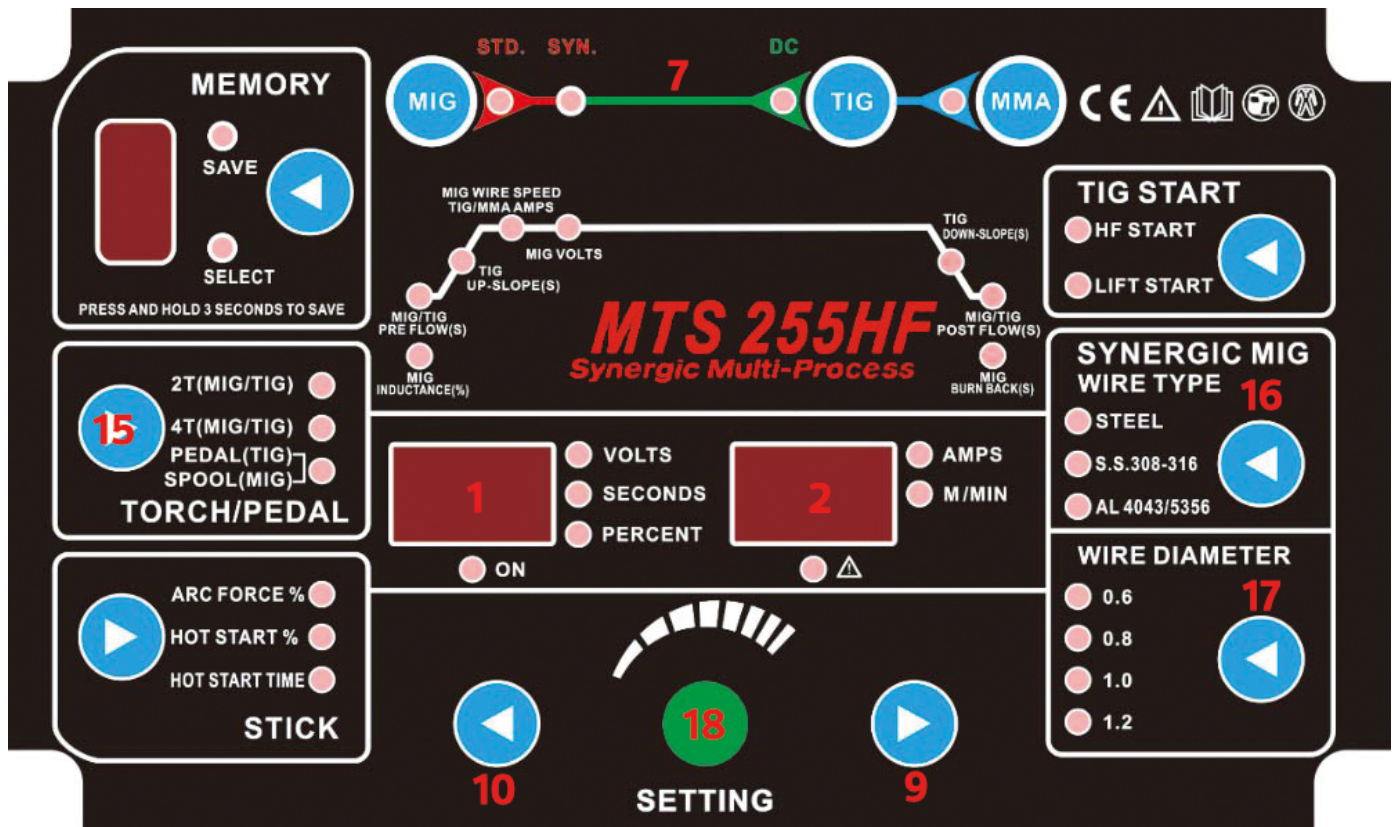 MEMORY
SAVE
SELECT
PRESS AND HOLD 3 SECONDS TO SAVE
STD. SYN. DC
7
MIG
TIG
MMA
CE
MIG WIRE SPEED
TIG/MMA AMPS
MIG VOLTS
TIG
UP-SLOPE(S)
MIG/TIG
PRE FLOW(S)
MIG
INDUCTANCE(%)
TIG
DOWN-SLOPE(S)
MIG/TIG
POST FLOW(S)
MIG
BURN BACK(S)
MTS 255HF
Synergic Multi-Process
TIG START
HF START
LIFT START
2T(MIG/TIG)
15
4T(MIG/TIG)
PEDAL(TIG)
SPOOL(MIG)
TORCH/PEDAL
1
VOLTS
SECONDS
PERCENT
ON
2
AMPS
M/MIN
SYNERGIC MIG
WIRE TYPE
16
STEEL
S.S.308-316
AL 4043/5356
WIRE DIAMETER
17
0.6
0.8
1.0
1.2
ARC FORCE %
HOT START %
HOT START TIME
STICK
10
18
9
SETTING